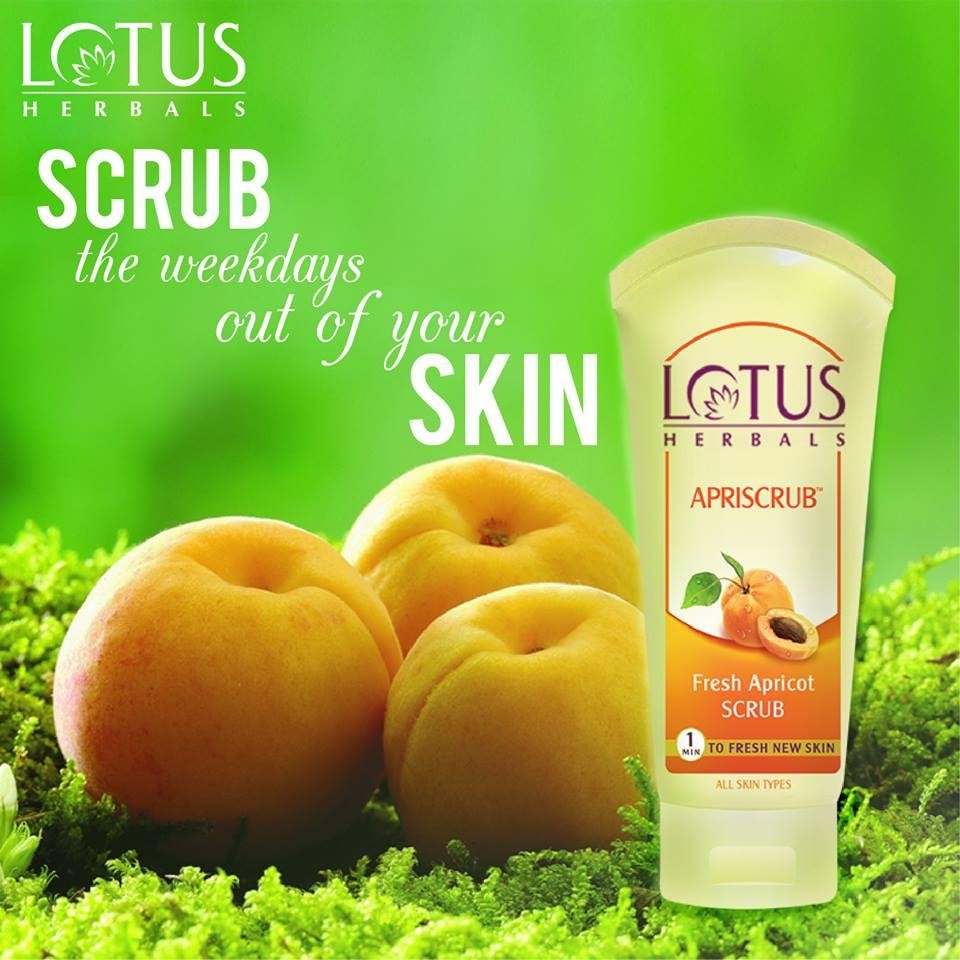 LOTUS
HERBALS
SCRUB
the weekdays
out of your
SKIN
LOTUS
HERBALS
APRISCRUB™
Fresh Apricot
SCRUB
1 MIN TO FRESH NEW SKIN
ALL SKIN TYPES